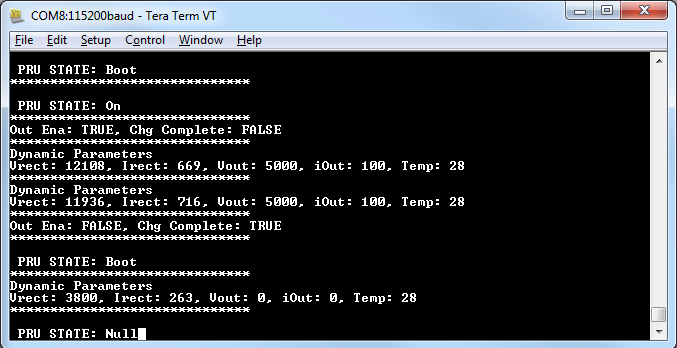 COM8:115200baud - Tera Term VT
File Edit Setup Control Window Help
PRU STATE: Boot
******************************
PRU STATE: On
******************************
Out Ena: TRUE, Chg Complete: FALSE
******************************
Dynamic Parameters
Vrect: 12108, Irect: 669, Vout: 5000, iOut: 100, Temp: 28
******************************
Dynamic Parameters
Vrect: 11936, Irect: 716, Vout: 5000, iOut: 100, Temp: 28
******************************
Out Ena: FALSE, Chg Complete: TRUE
******************************
PRU STATE: Boot
******************************
Dynamic Parameters
Vrect: 3800, Irect: 263, Vout: 0, iOut: 0, Temp: 28
******************************
PRU STATE: Null